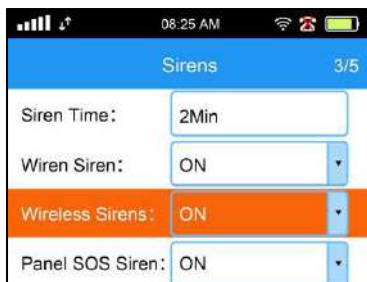 08:25 AM
Sirens 3/5
Siren Time: 2Min
Wiren Siren: ON
Wireless Sirens: ON
Panel SOS Siren: ON